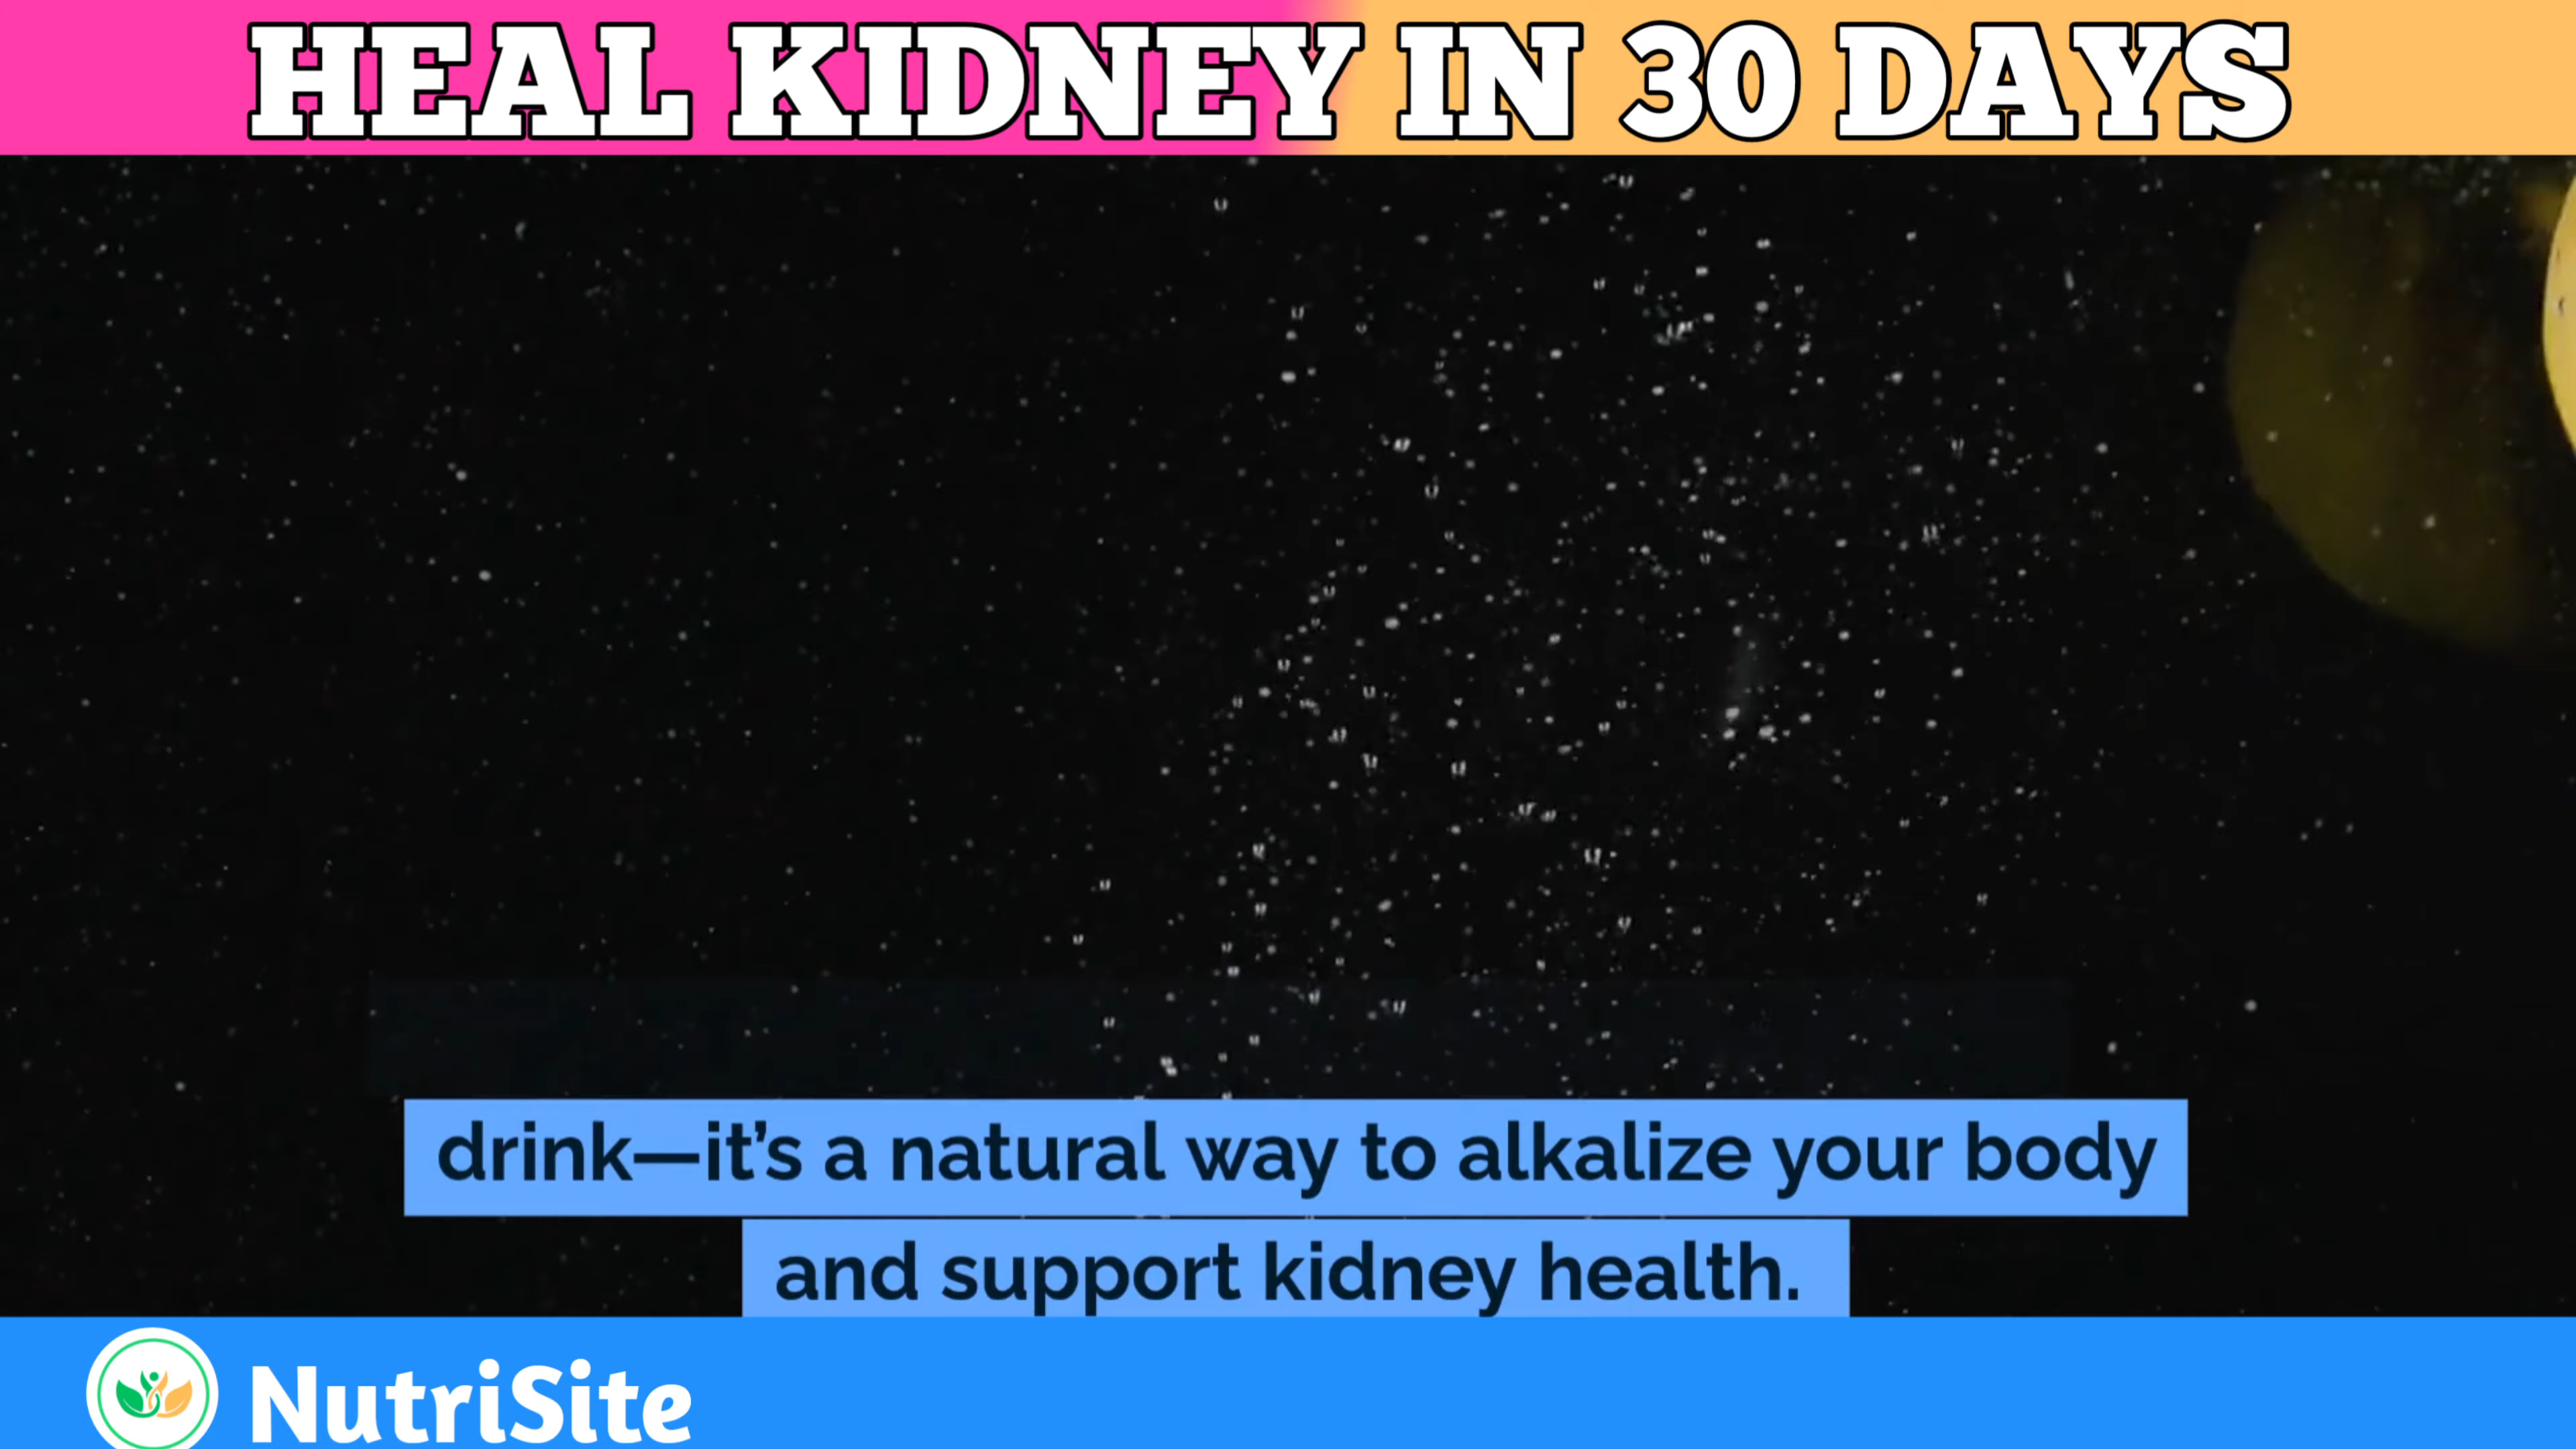 HEAL KIDNEY IN 30 DAYS
drink—it’s a natural way to alkalize your body
and support kidney health.
NutriSite